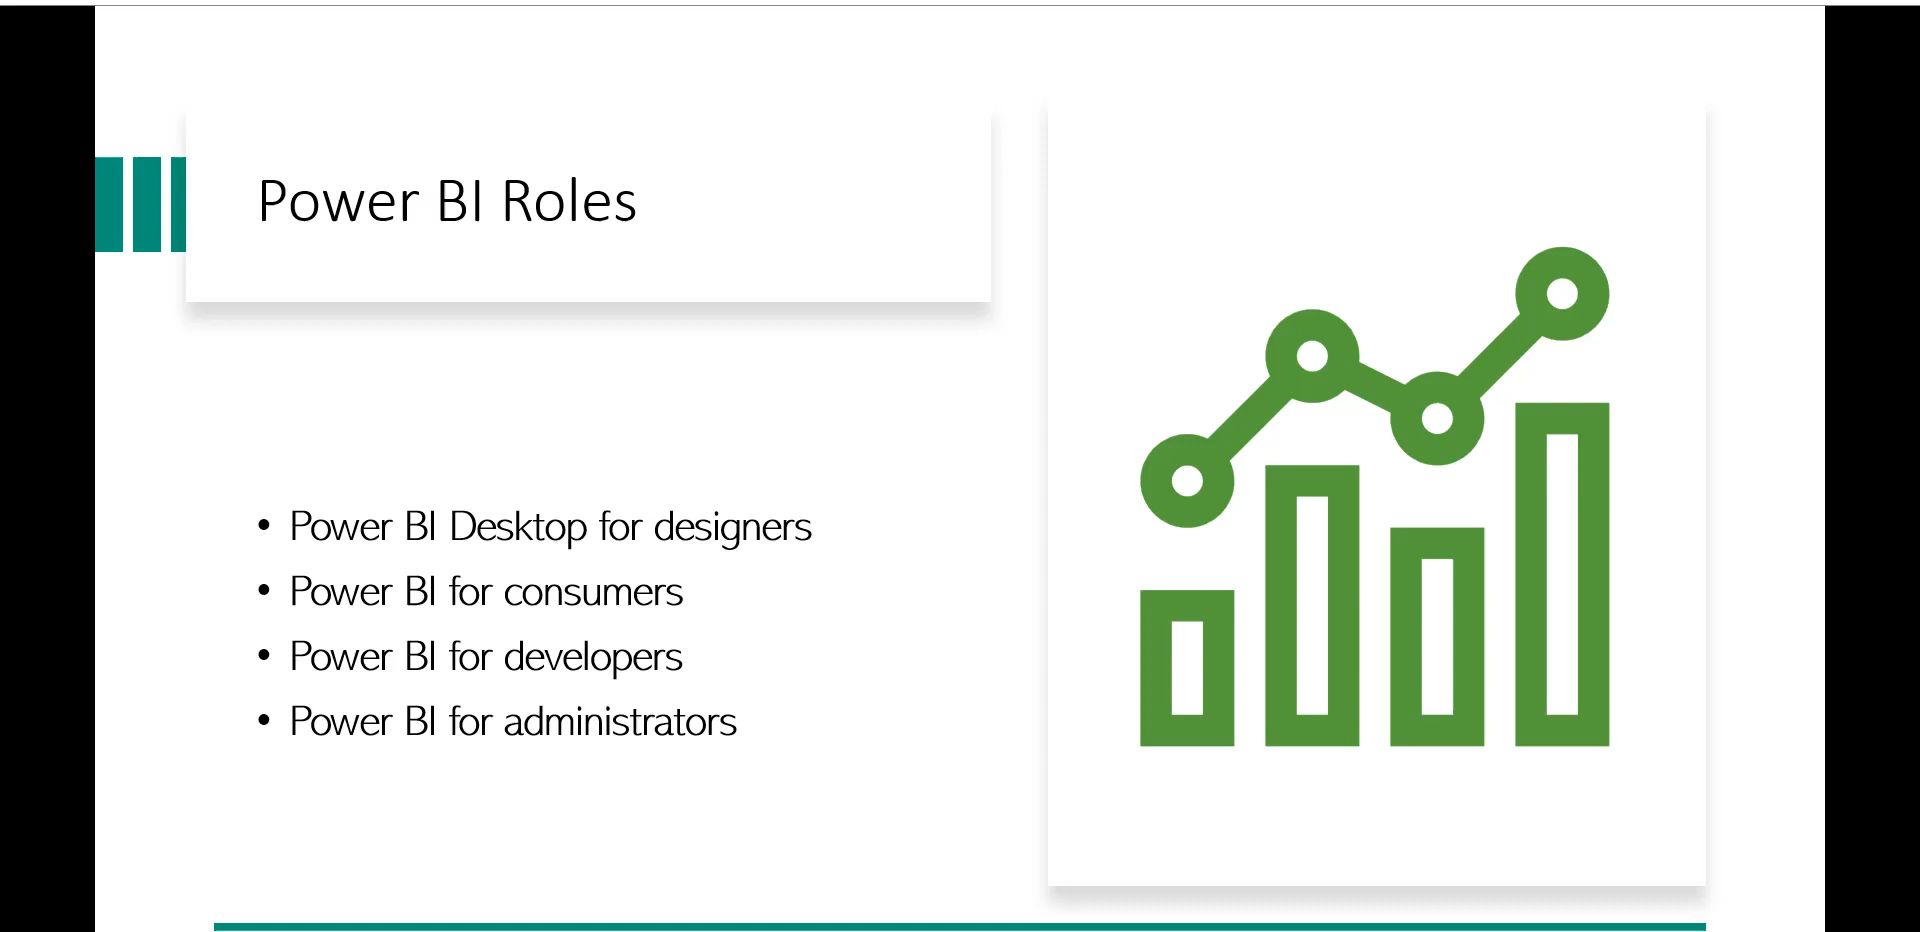 Power BI Roles
• Power BI Desktop for designers
• Power BI for consumers
• Power BI for developers
• Power BI for administrators